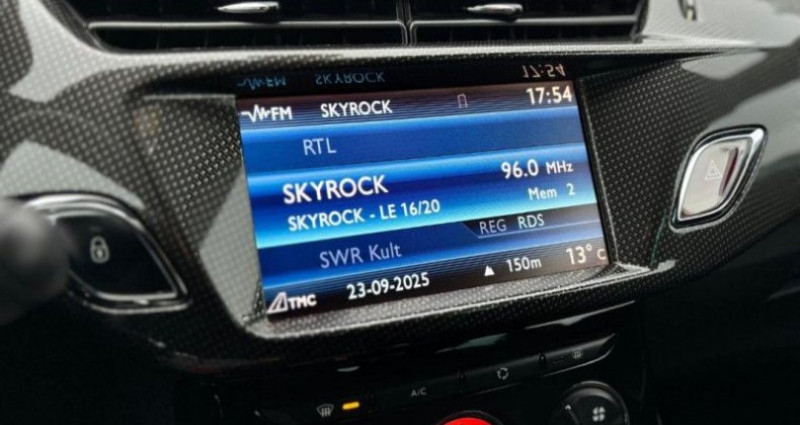 FM SKYROCK 17:54
RTL
SKYROCK 96.0 MHz
SKYROCK - LE 16/20 Mem 2
REG RDS
SWR Kult
TMC 23-09-2025 150m 13° C
A/C